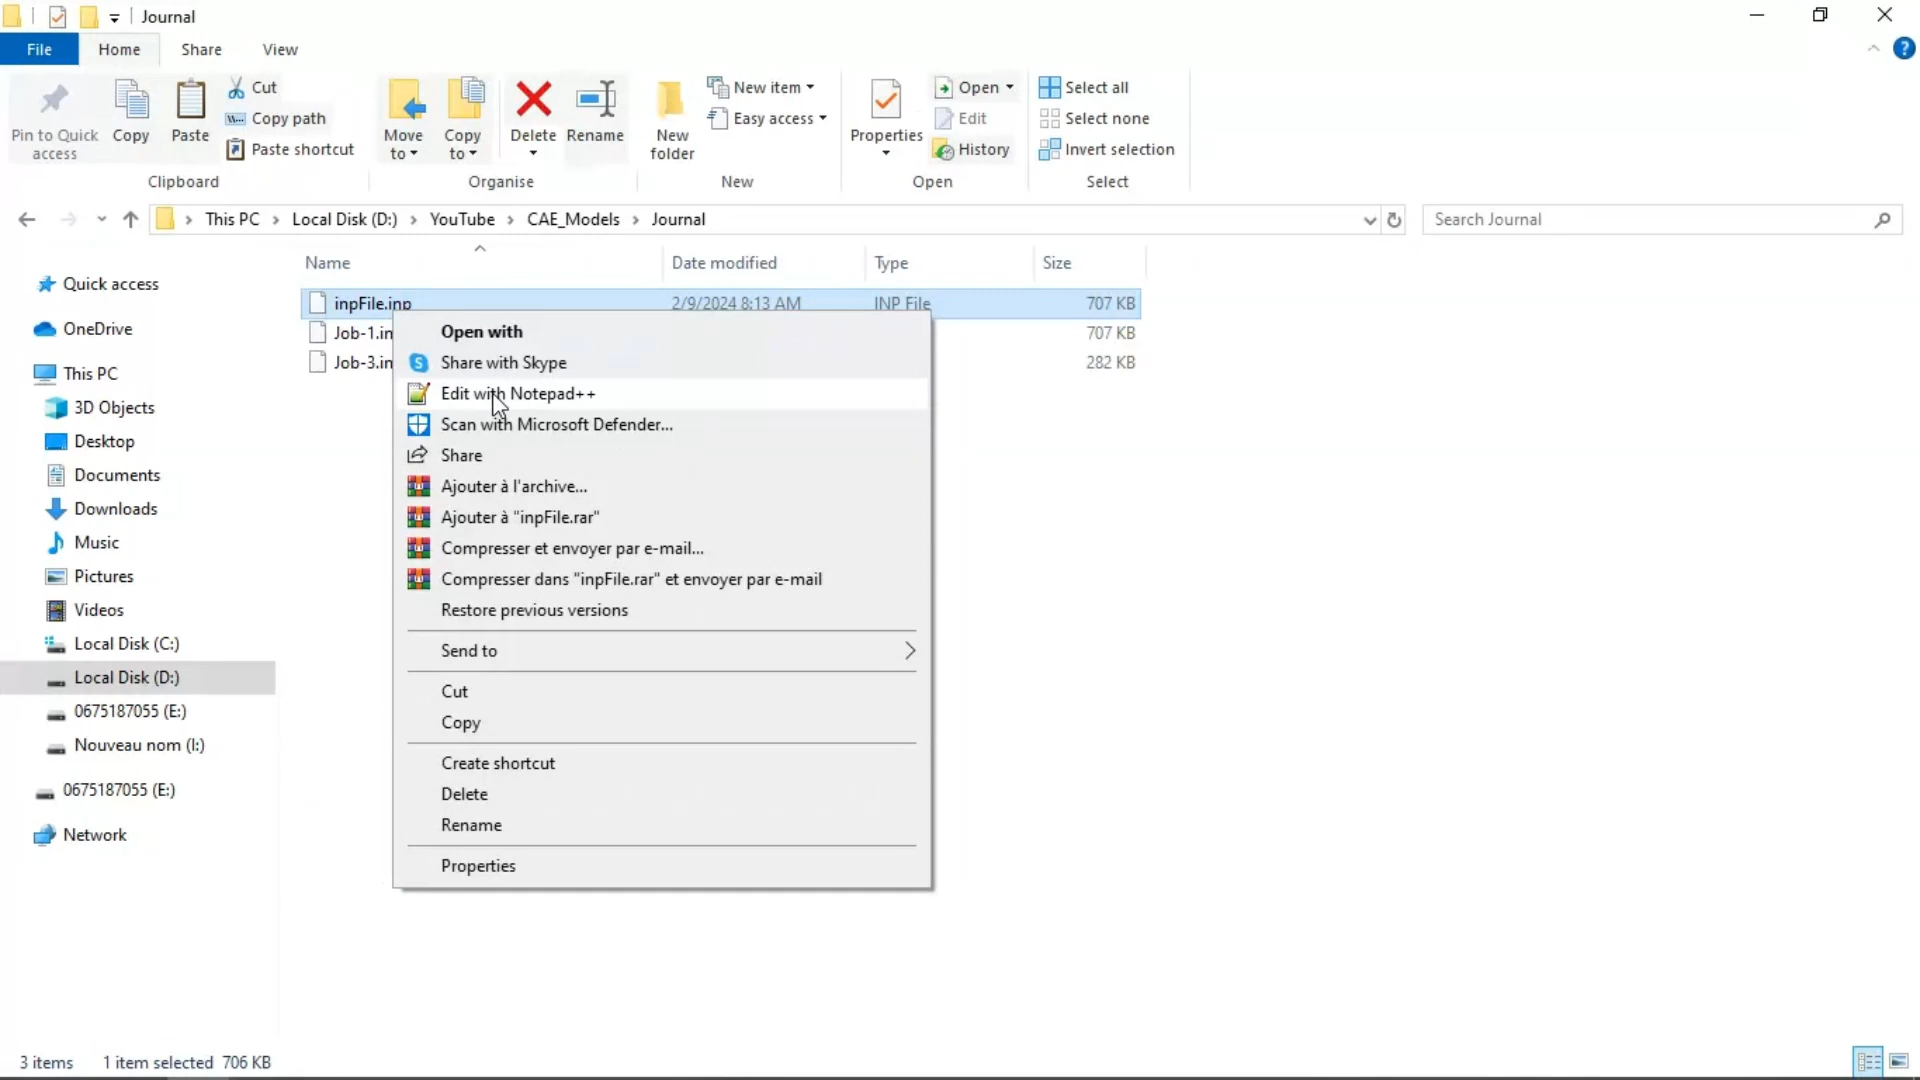 Journal
File Home Share View
Pin to Quick access
Copy
Paste
Cut
Copy path
Paste shortcut
Clipboard
Move to
Copy to
Delete
Rename
Organise
New folder
New item
Easy access
New
Properties
Open
Edit
History
Open
Select all
Select none
Invert selection
Select
This PC › Local Disk (D:) › YouTube › CAE_Models › Journal
Search Journal
Name Date modified Type Size
inpFile.inp 2/9/2024 8:13 AM INP File 707 KB
Job-1.in 707 KB
Job-3.in 282 KB
Quick access
OneDrive
This PC
3D Objects
Desktop
Documents
Downloads
Music
Pictures
Videos
Local Disk (C:)
Local Disk (D:)
0675187055 (E:)
Nouveau nom (I:)
0675187055 (E:)
Network
Open with
Share with Skype
Edit with Notepad++
Scan with Microsoft Defender...
Share
Ajouter à l'archive...
Ajouter à "inpFile.rar"
Compresser et envoyer par e-mail...
Compresser dans "inpFile.rar" et envoyer par e-mail
Restore previous versions
Send to
Cut
Copy
Create shortcut
Delete
Rename
Properties
3 items 1 item selected 706 KB